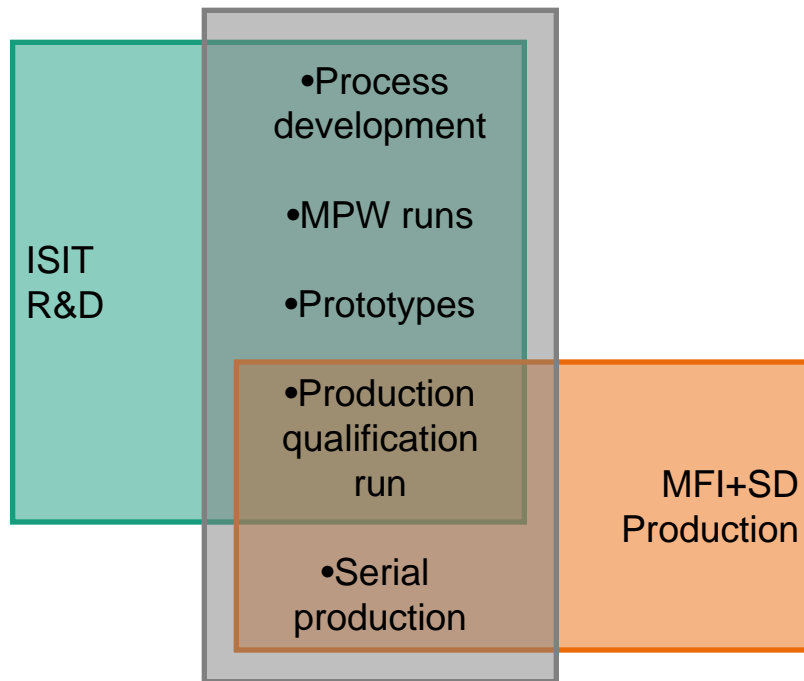 •Process
development
•MPW runs
ISIT
R&D
•Prototypes
•Production
qualification
run
MFI+SD
Production
•Serial
production